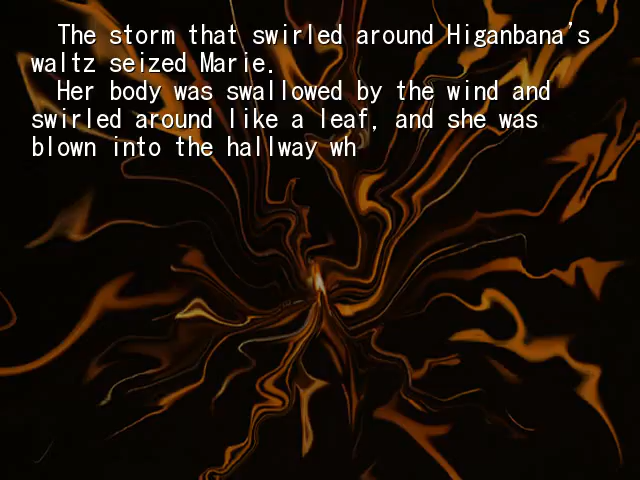 The storm that swirled around Higanbana's
waltz seized Marie.
Her body was swallowed by the wind and
swirled around like a leaf, and she was
blown into the hallway wh